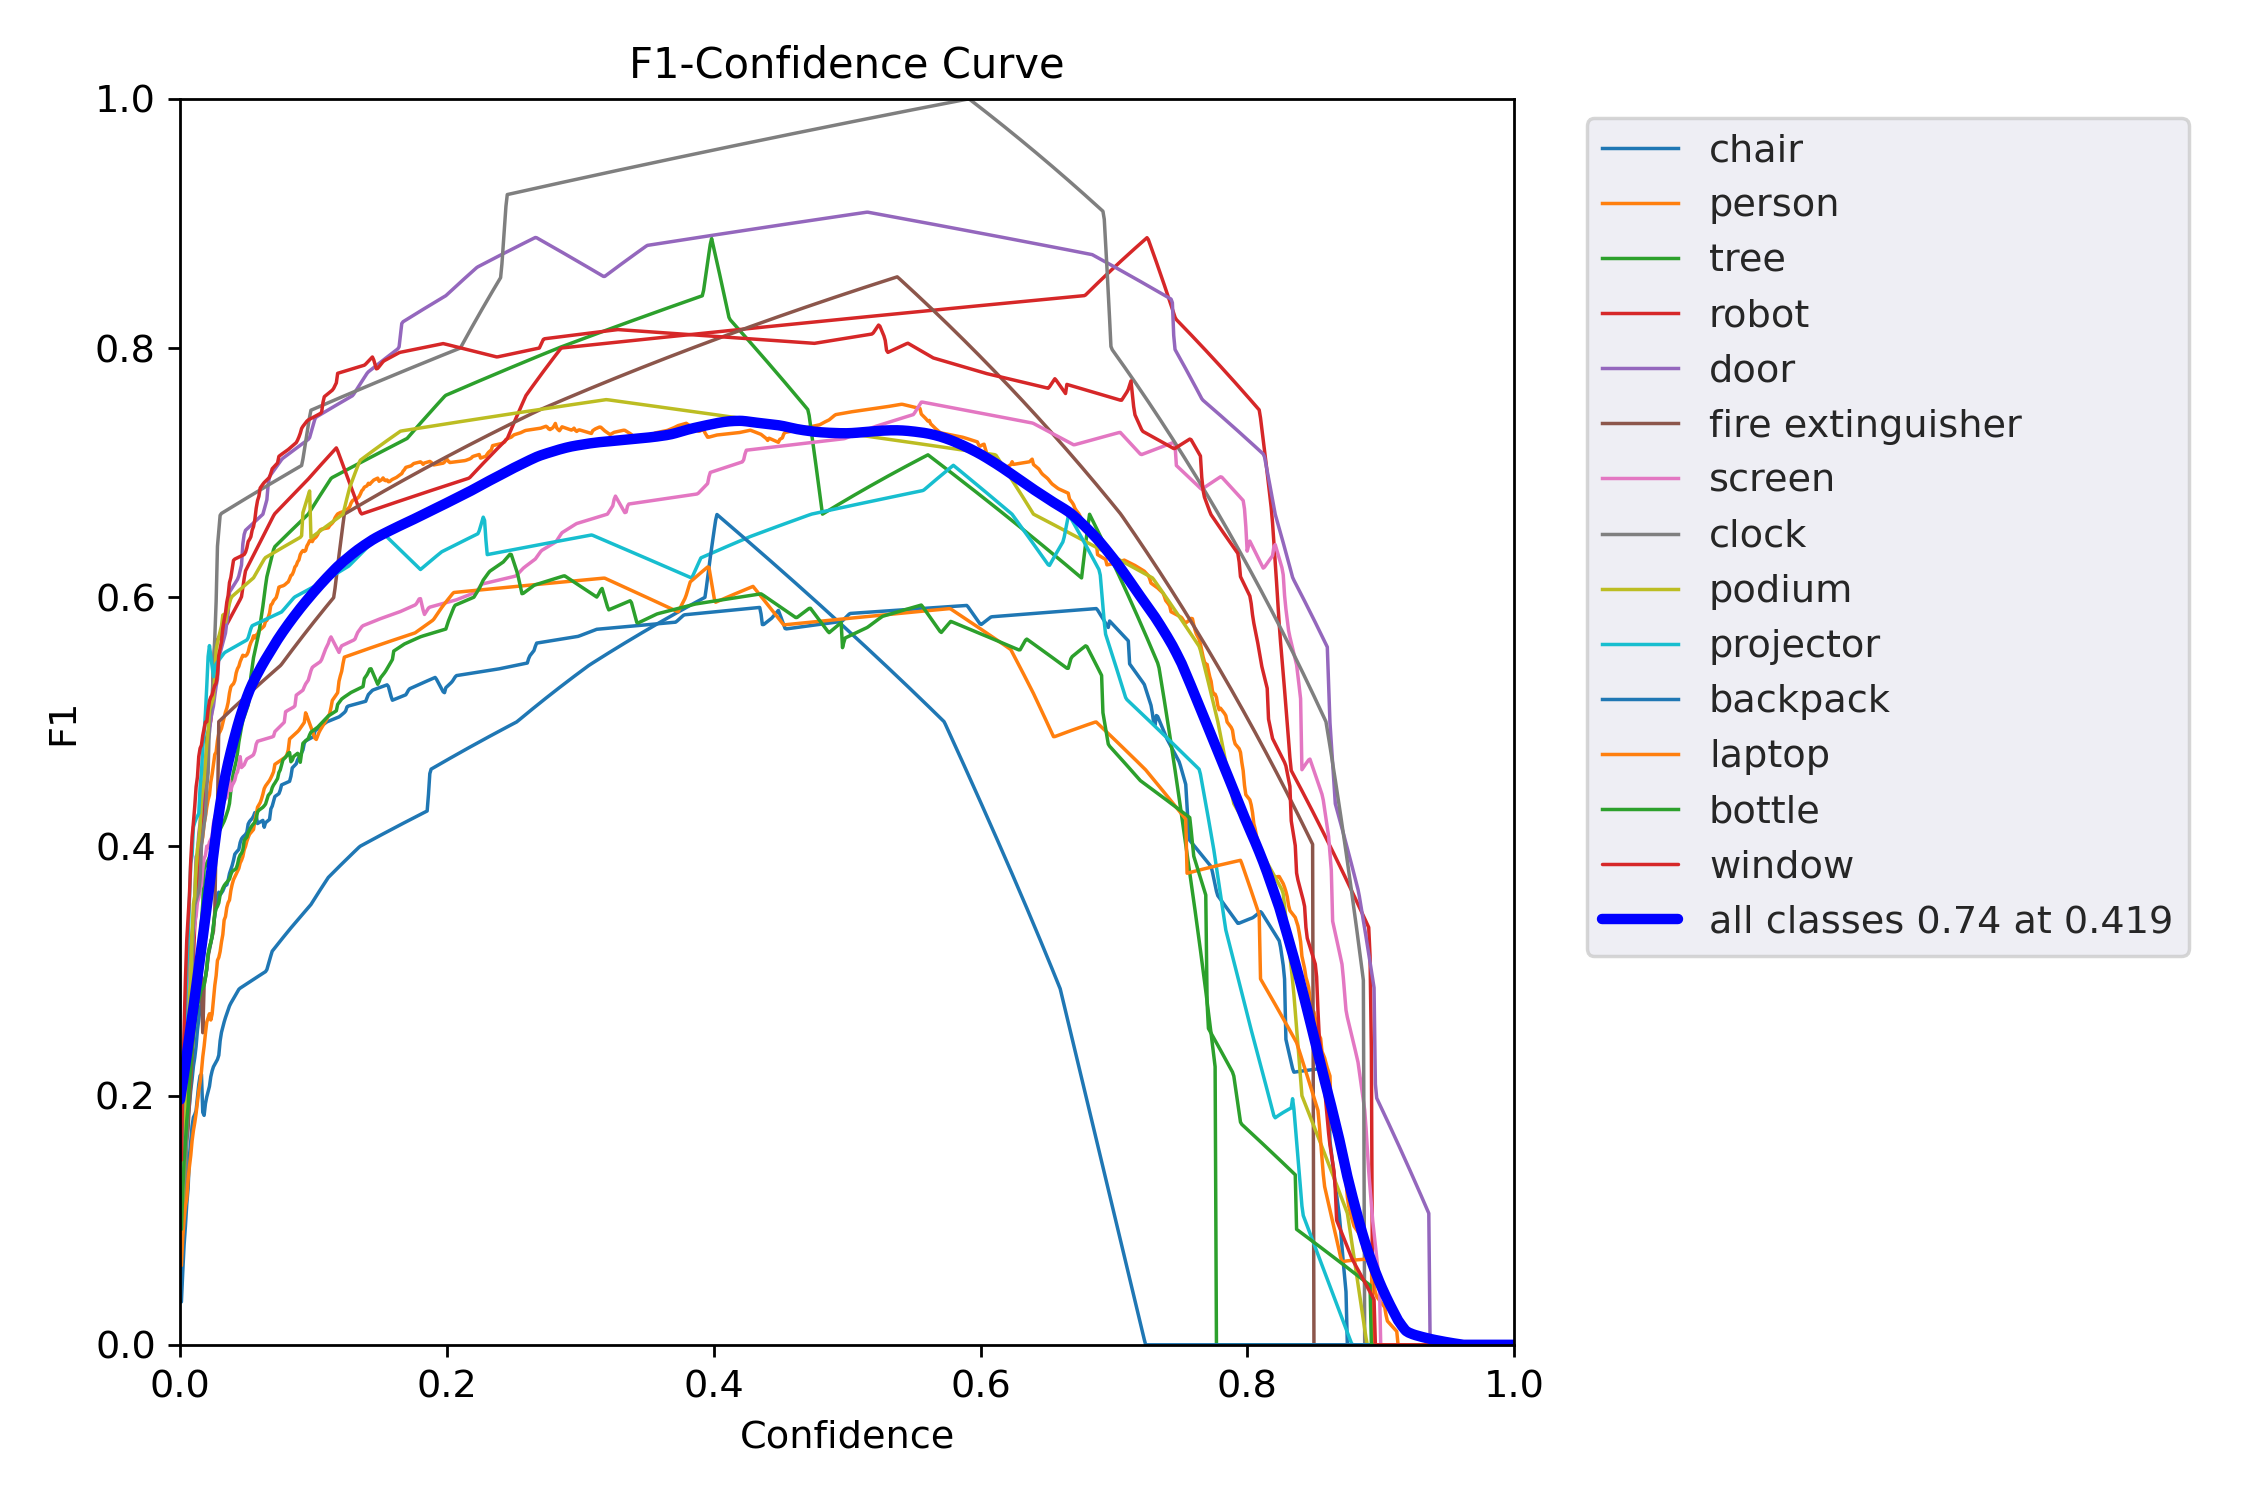 F1-Confidence Curve
1.0
0.8
0.6
0.4
0.2
0.0
F1
0.0 0.2 0.4 0.6 0.8 1.0
Confidence
chair
person
tree
robot
door
fire extinguisher
screen
clock
podium
projector
backpack
laptop
bottle
window
all classes 0.74 at 0.419